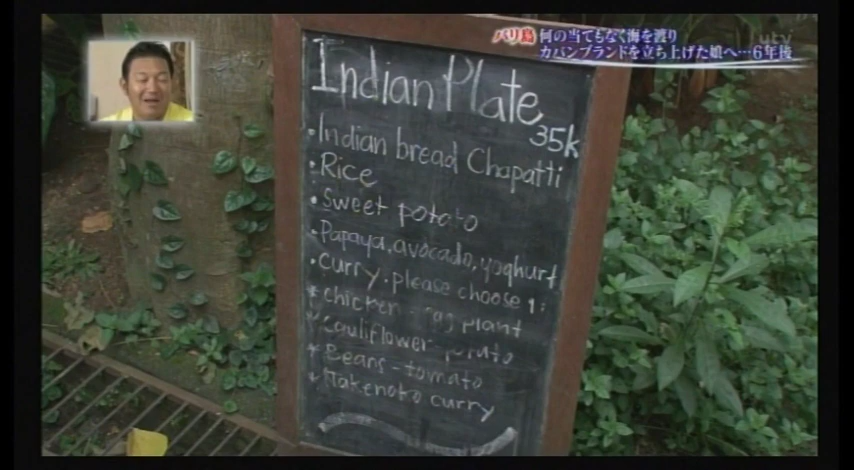 バリ島 何の当てもなく海を渡り
カバンブランドを立ち上げた娘へ…6年後
utv
Indian Plate
35k
•Indian bread Chapatti
•Rice
•Sweet potato
•Papaya, avocado, yoghurt
•Curry. please choose 1:
* chicken - egg plant
* Cauliflower - potato
* Beans - tomato
* Takenoko curry